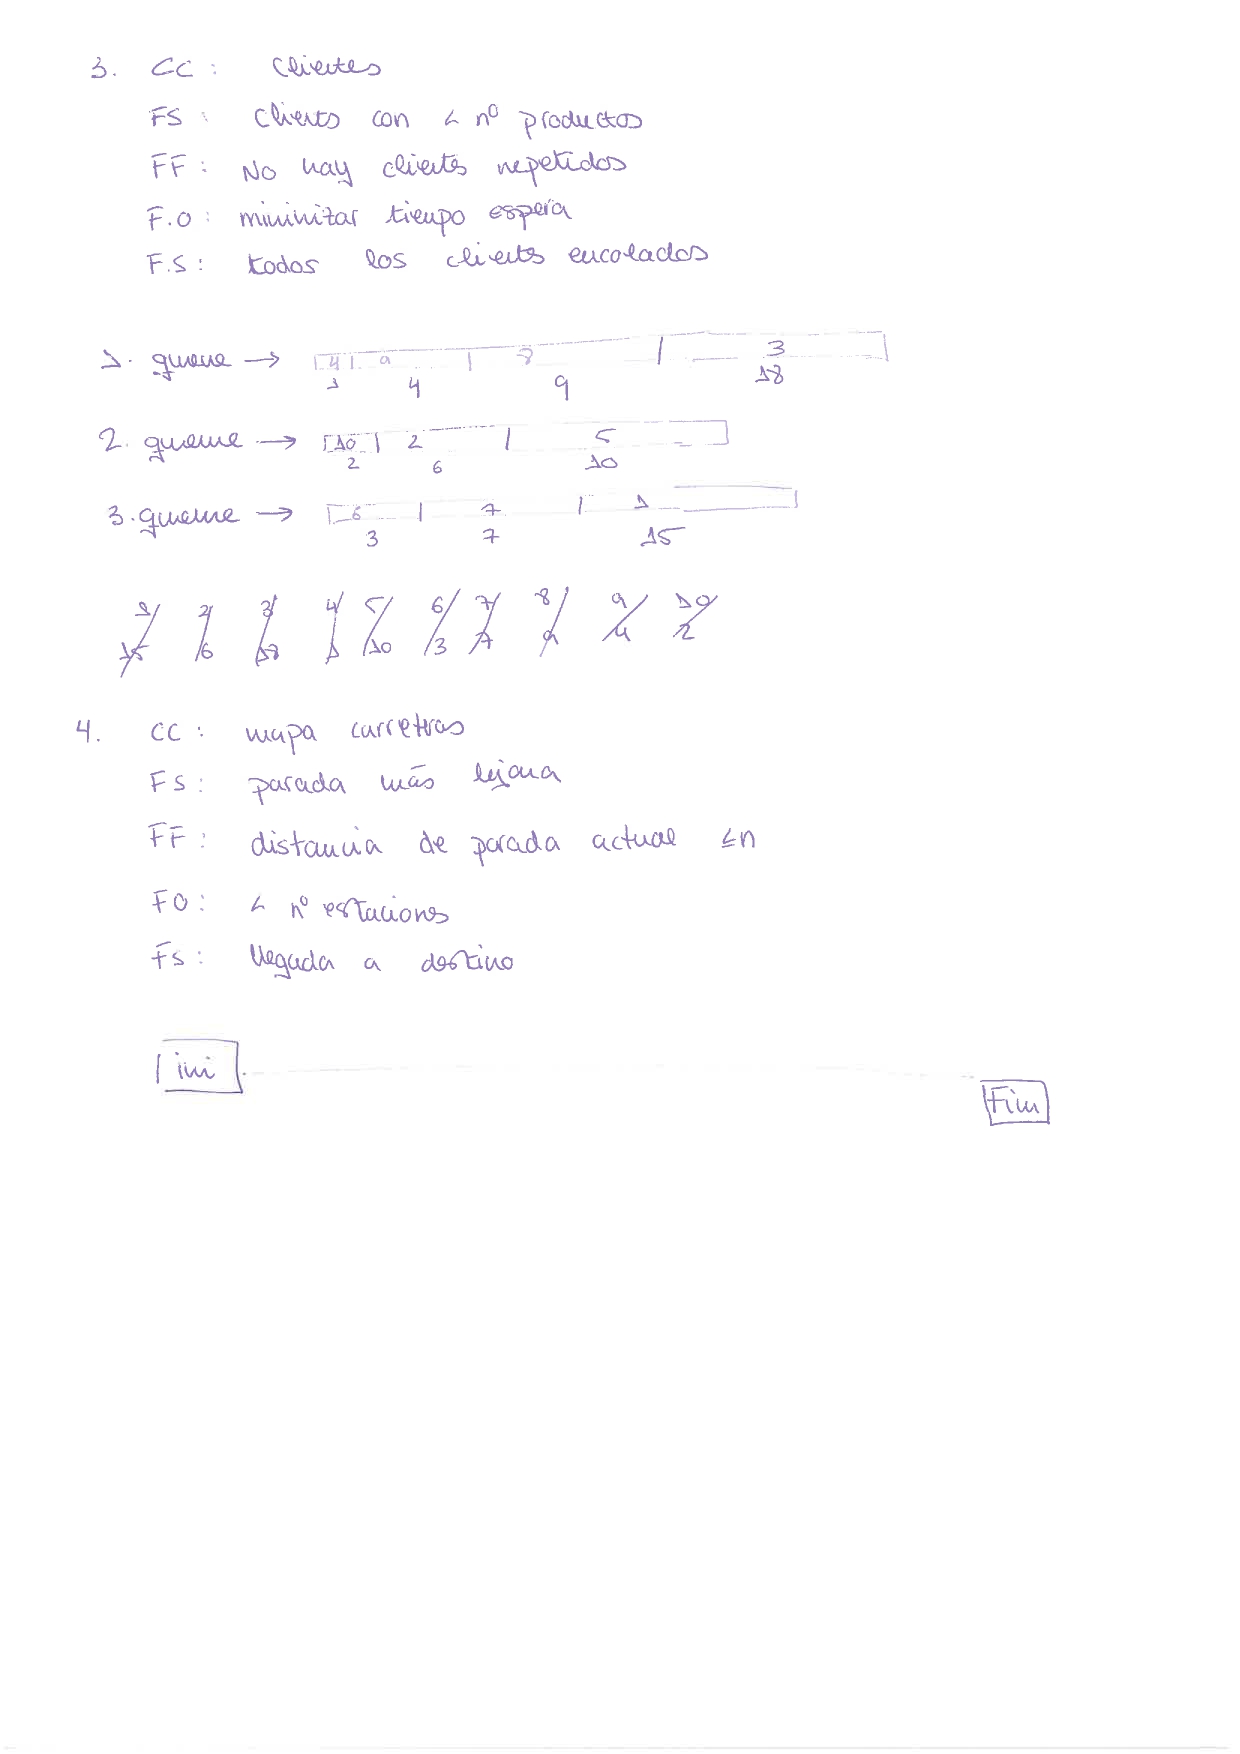 3. CC : Clientes
FS : cliente con < nº productos
FF : No hay clientes repetidos
F.O : minimizar tiempo espera
F.S : todos los clientes encolados
1. queue → 4 9 8 3
1 4 9 18
2. queue → 10 2 5
2 6 10
3. queue → 6 7 1
3 7 15
1/15 2/6 3/18 4/1 5/10 6/3 7/7 8/9 9/4 10/2
4. CC : mapa carreteras
FS : parada más lejana
FF : distancia de parada actual ≤n
FO : < nº estaciones
FS : llegada a destino
ini
Fin